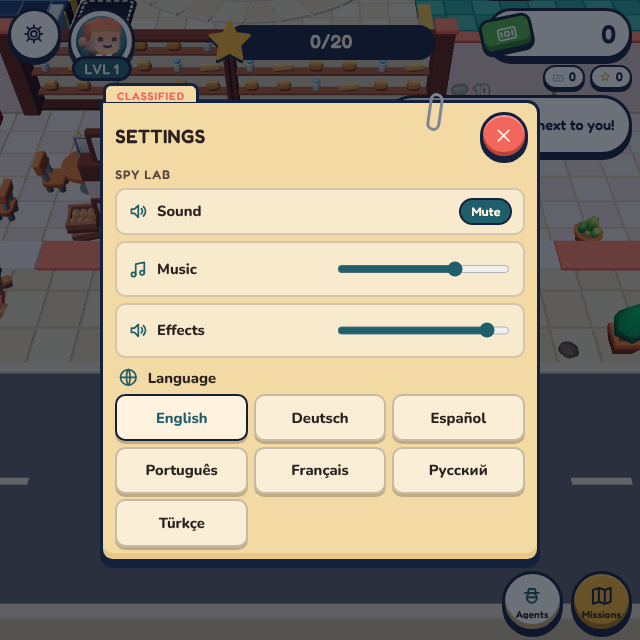 0/20
0
LVL 1
0
0
10
CLASSIFIED
next to you!
SETTINGS
SPY LAB
Sound
Mute
Music
Effects
Language
English
Deutsch
Español
Português
Français
Русский
Türkçe
Agents
Missions